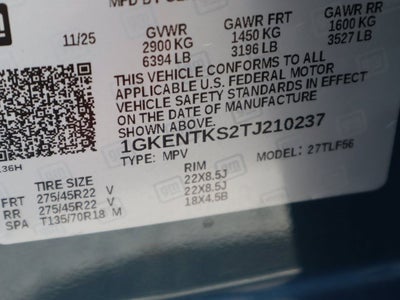 MFD BY
11/25
GVWR GAWR FRT GAWR RR
2900 KG 1450 KG 1600 KG
6394 LB 3196 LB 3527 LB
THIS VEHICLE CONFORMS TO ALL
APPLICABLE U.S. FEDERAL MOTOR
VEHICLE SAFETY STANDARDS IN EFFECT
ON THE DATE OF MANUFACTURE
SHOWN ABOVE.
1GKENTKS2TJ210237
TYPE: MPV MODEL: 27TLF56
36H
TIRE SIZE RIM
FRT 275/45R22 V 22X8.5J
RR 275/45R22 V 22X8.5J
SPA T135/70R18 M 18X4.5B